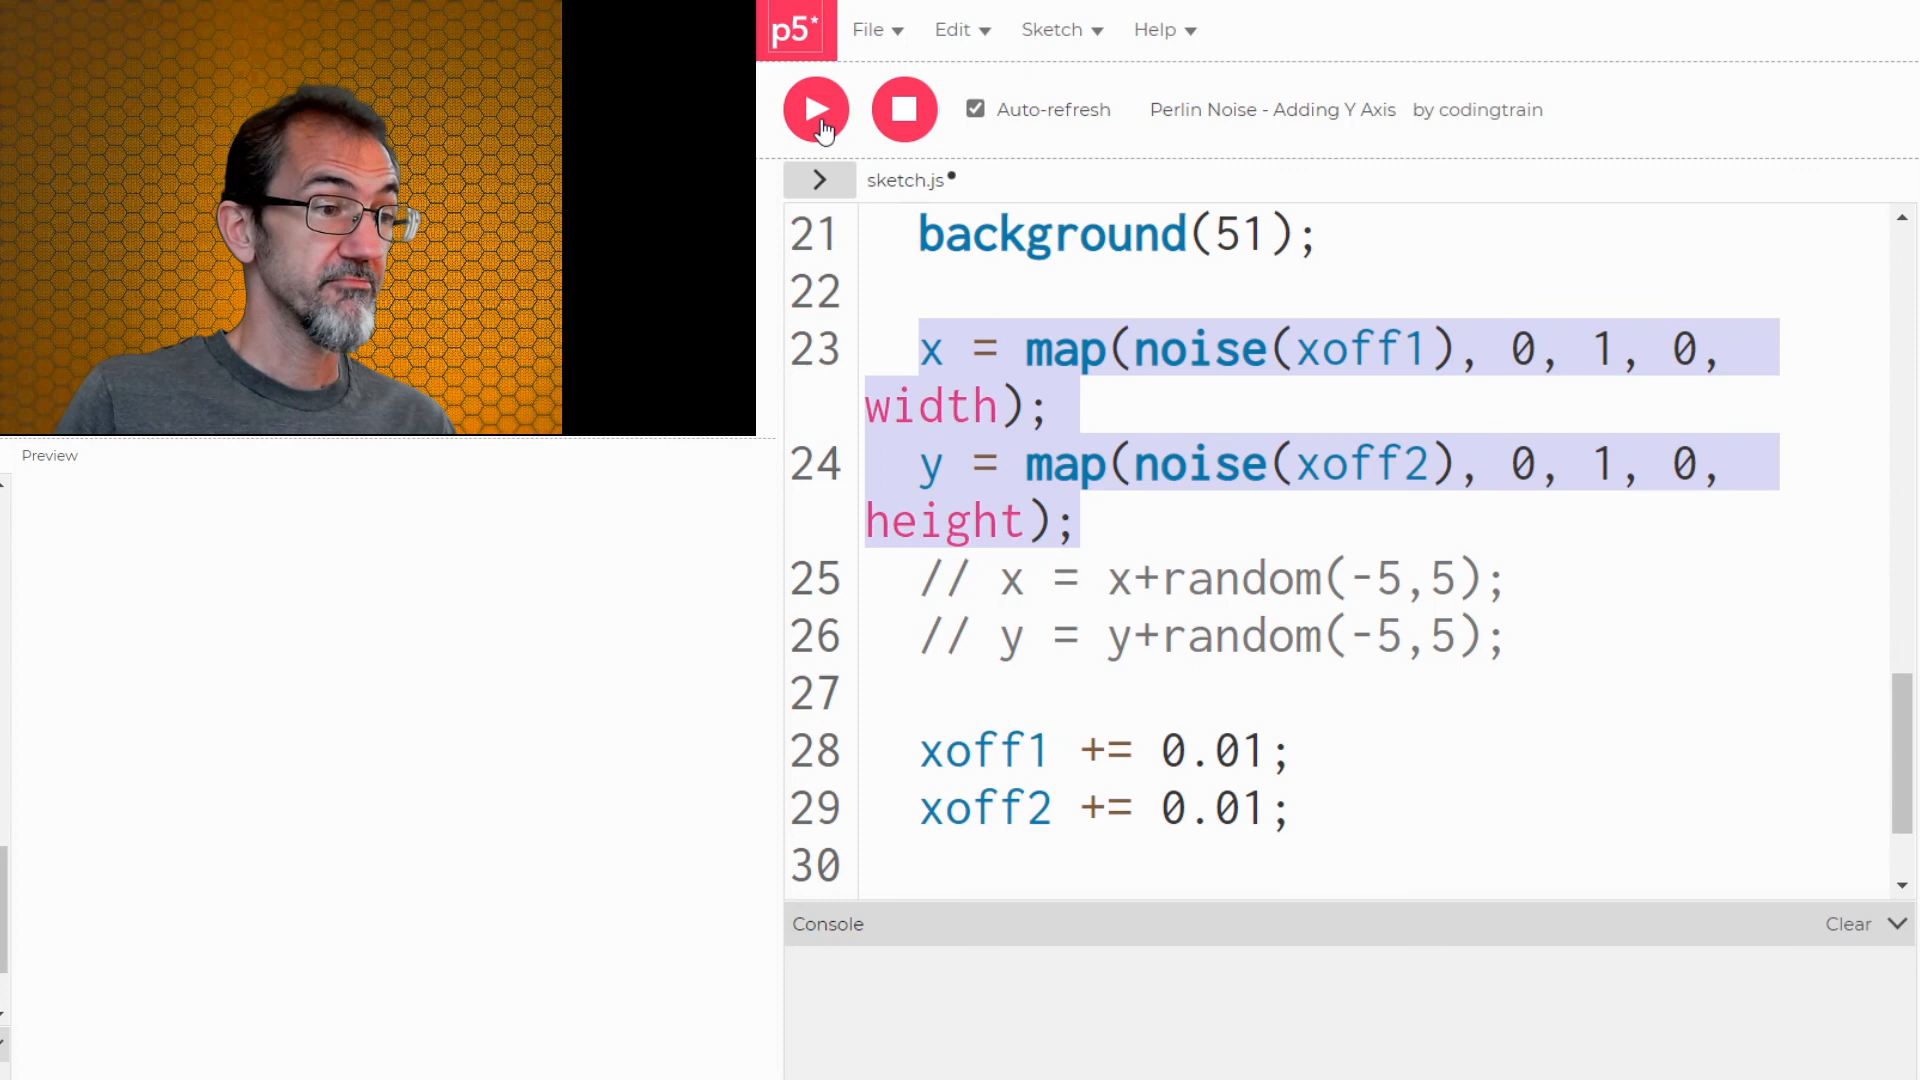 p5* File Edit Sketch Help
Auto-refresh Perlin Noise - Adding Y Axis by codingtrain
sketch.js
21 background(51);
22
23 x = map(noise(xoff1), 0, 1, 0,
width);
24 y = map(noise(xoff2), 0, 1, 0,
height);
25 // x = x+random(-5,5);
26 // y = y+random(-5,5);
27
28 xoff1 += 0.01;
29 xoff2 += 0.01;
30
Console Clear
Preview